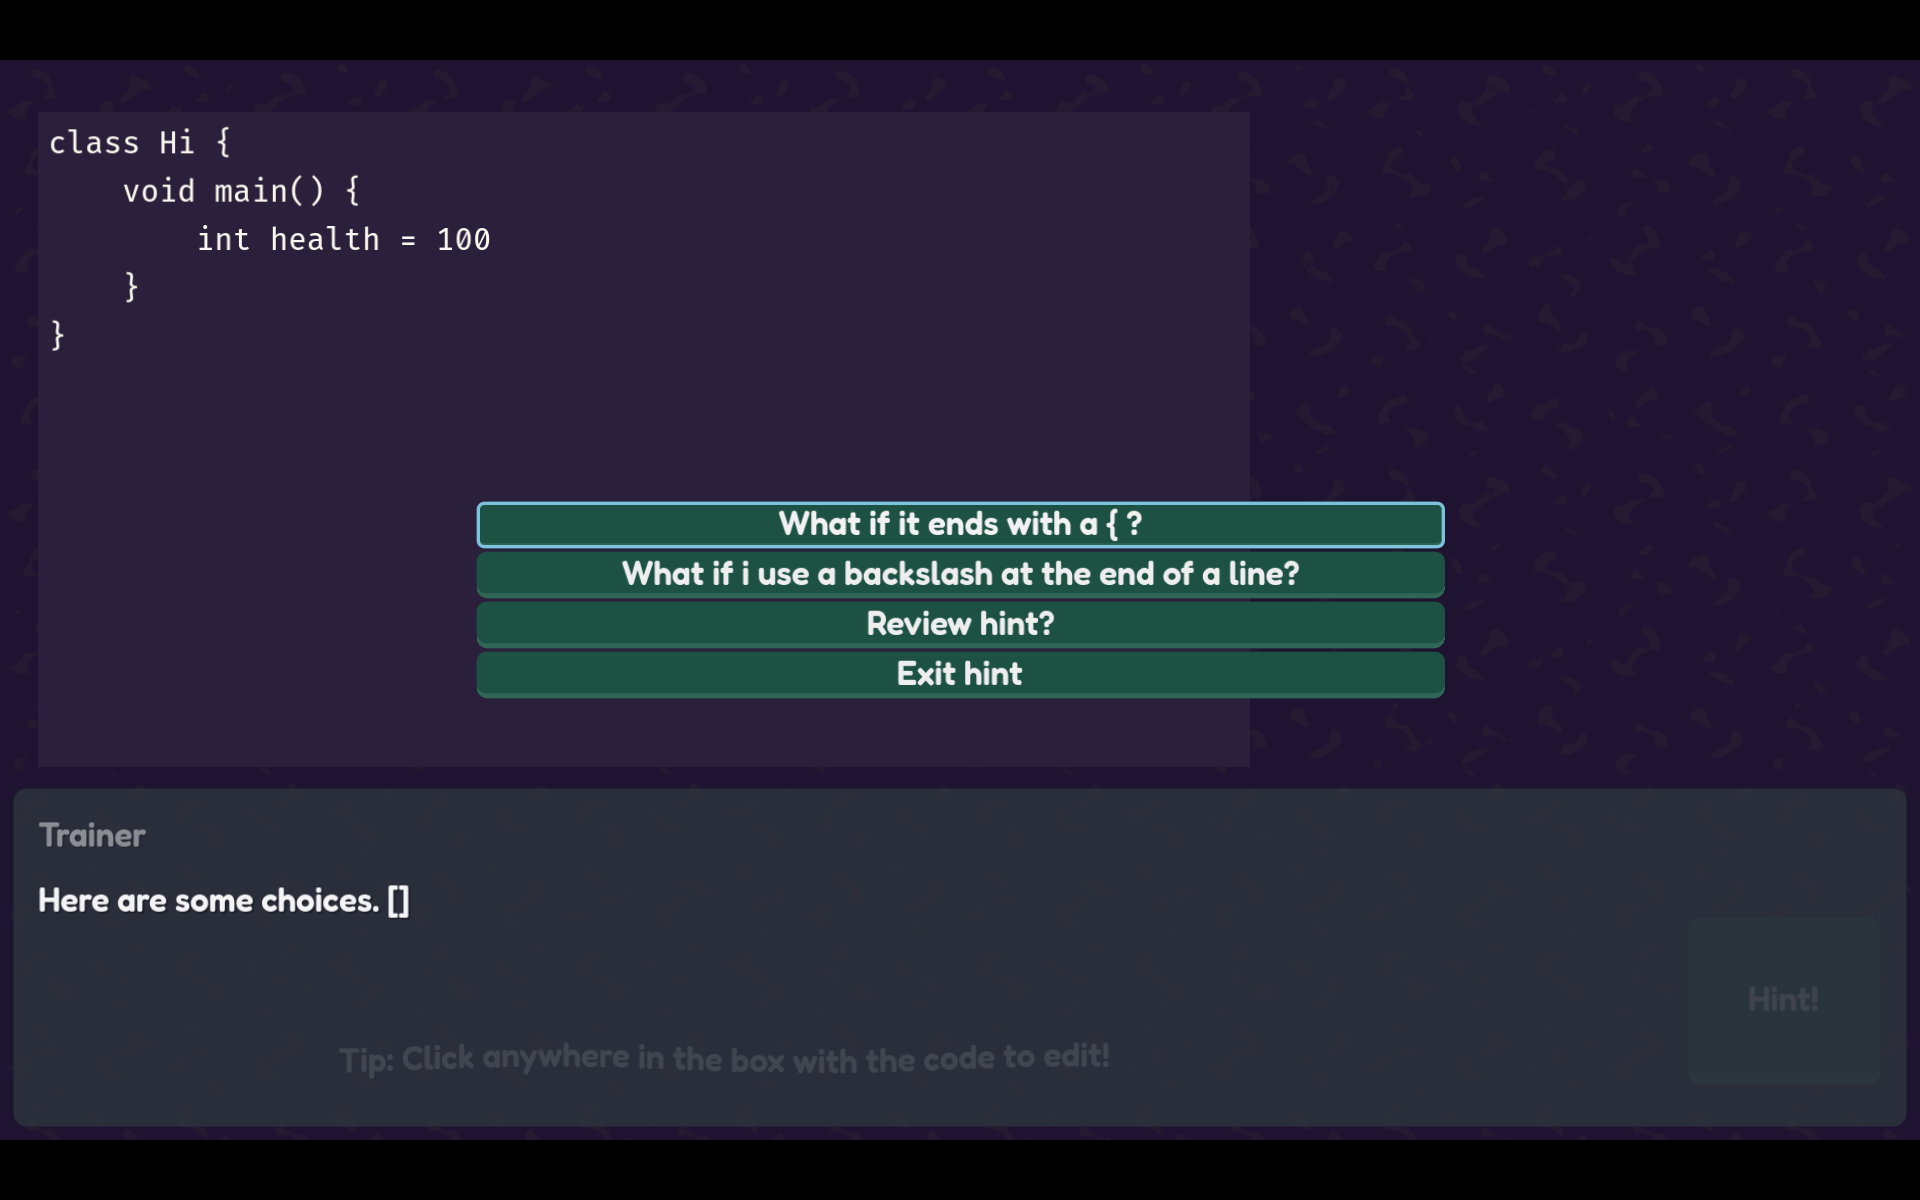 class Hi {
    void main() {
        int health = 100
    }
}
What if it ends with a { ?
What if i use a backslash at the end of a line?
Review hint?
Exit hint
Trainer
Here are some choices. []
Hint!
Tip: Click anywhere in the box with the code to edit!